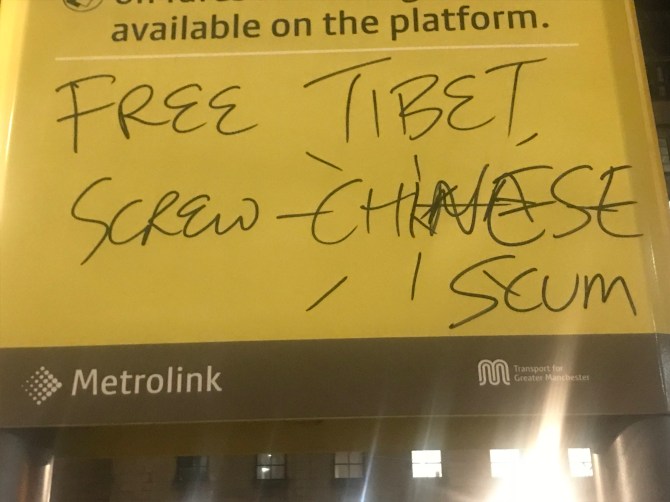 available on the platform.
FREE TIBET
SCREW CHINESE
SCUM
Metrolink
Transport for
Greater Manchester